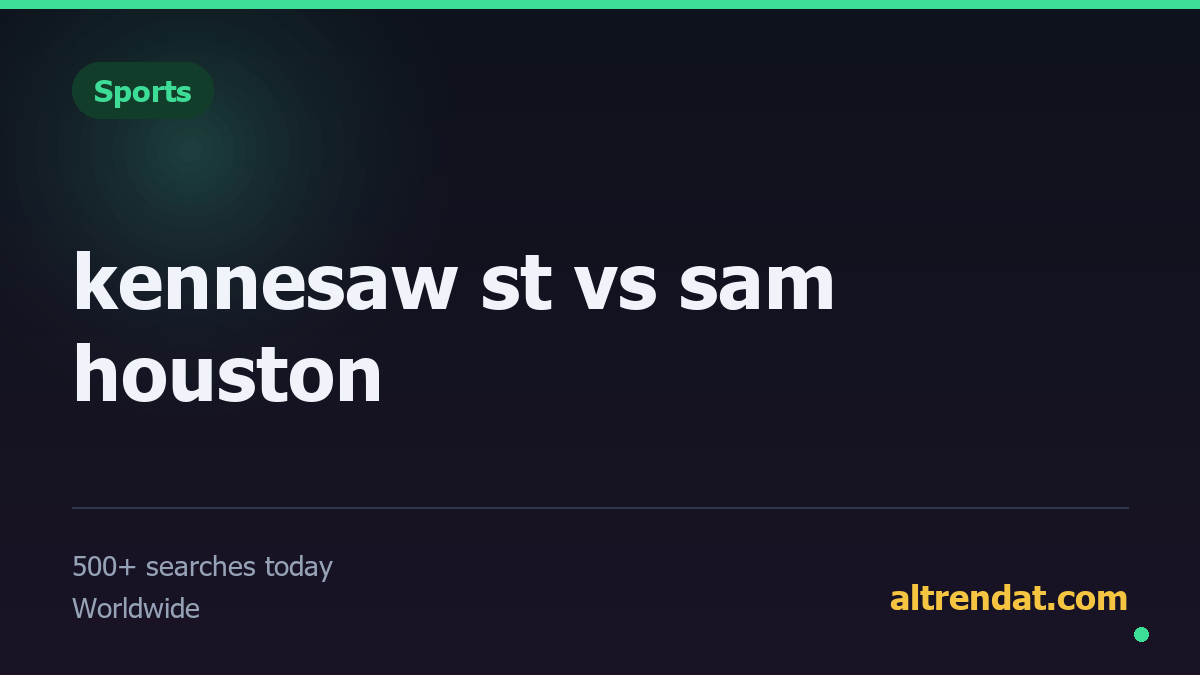 Sports
kennesaw st vs sam
houston
500+ searches today
Worldwide
altrendat.com